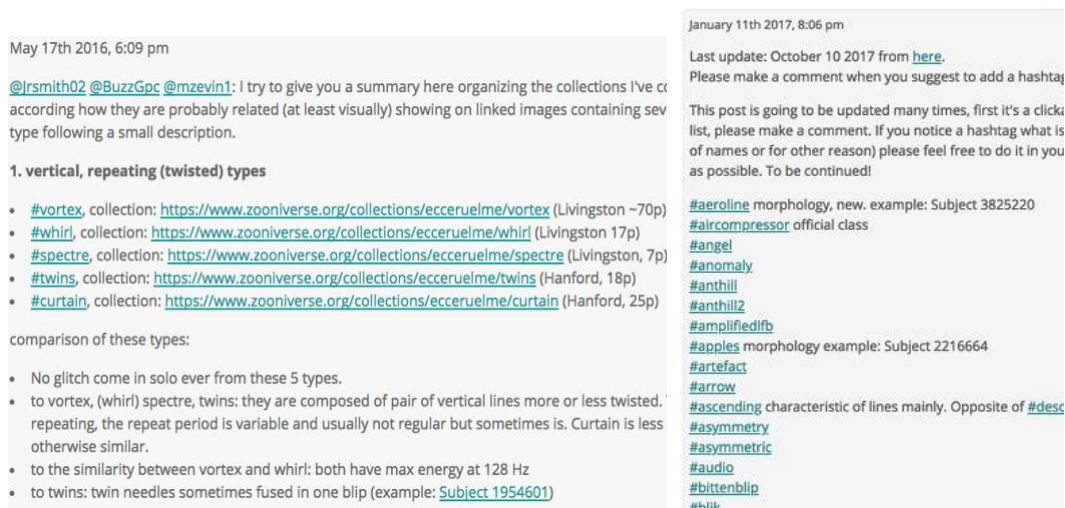 May 17th 2016, 6:09 pm
@Jrsmith02 @BuzzGpc @mzevin1: I try to give you a summary here organizing the collections I've
according how they are probably related (at least visually) showing on linked images containing
type following a small description.
1. vertical, repeating (twisted) types
• #vortex, collection: https://www.zooniverse.org/collections/ecceruelme/vortex (Livingston ~70p)
• #whirl, collection: https://www.zooniverse.org/collections/ecceruelme/whirl (Livingston 17p)
• #spectre, collection: https://www.zooniverse.org/collections/ecceruelme/spectre (Livingston, 7p)
• #twins, collection: https://www.zooniverse.org/collections/ecceruelme/twins (Hanford, 18p)
• #curtain, collection: https://www.zooniverse.org/collections/ecceruelme/curtain (Hanford, 25p)
comparison of these types:
• No glitch come in solo ever from these 5 types.
• to vortex, (whirl) spectre, twins: they are composed of pair of vertical lines more or less twisted.
repeating, the repeat period is variable and usually not regular but sometimes is. Curtain is less
otherwise similar.
• to the similarity between vortex and whirl: both have max energy at 128 Hz
• to twins: twin needles sometimes fused in one blip (example: Subject 1954601)
January 11th 2017, 8:06 pm
Last update: October 10 2017 from here.
Please make a comment when you suggest to add a hashtag
This post is going to be updated many times, first it's a
list, please make a comment. If you notice a hashtag what is
of names or for other reason) please feel free to do it in you
as possible. To be continued!
#aeroline morphology, new. example: Subject 3825220
#aircompressor official class
#angel
#anomaly
#anthill
#anthill2
#amplifiedlfb
#apples morphology example: Subject 2216664
#artefact
#arrow
#ascending characteristic of lines mainly. Opposite of #desc
#asymmetry
#asymmetric
#audio
#bittenblip